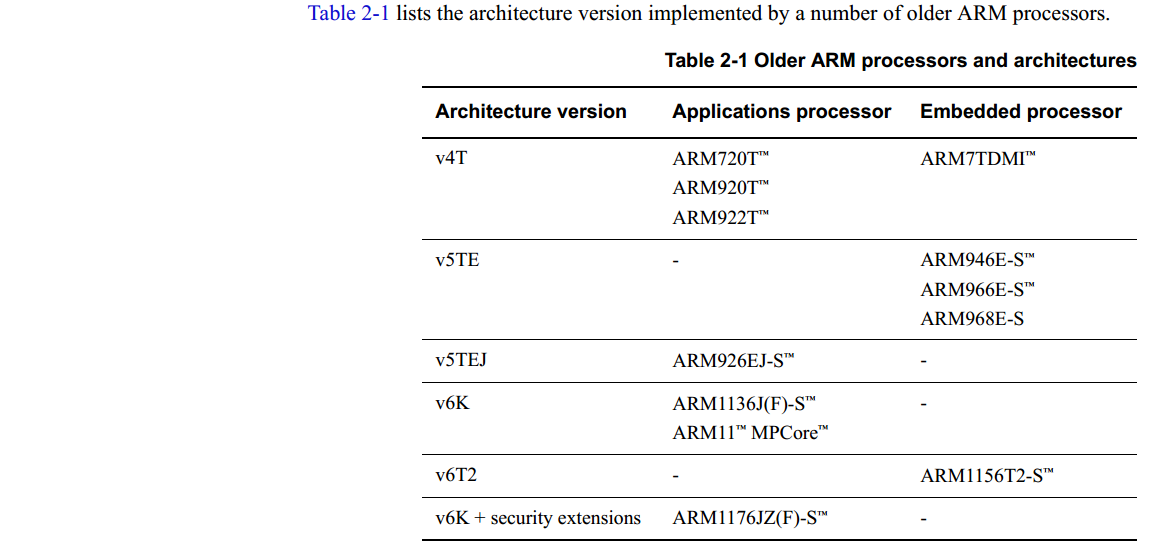 Table 2-1 lists the architecture version implemented by a number of older ARM processors.
Table 2-1 Older ARM processors and architectures
Architecture version Applications processor Embedded processor
v4T ARM720T™ ARM7TDMI™
ARM920T™
ARM922T™
v5TE - ARM946E-S™
ARM966E-S™
ARM968E-S
v5TEJ ARM926EJ-S™ -
v6K ARM1136J(F)-S™ -
ARM11™ MPCore™
v6T2 - ARM1156T2-S™
v6K + security extensions ARM1176JZ(F)-S™ -